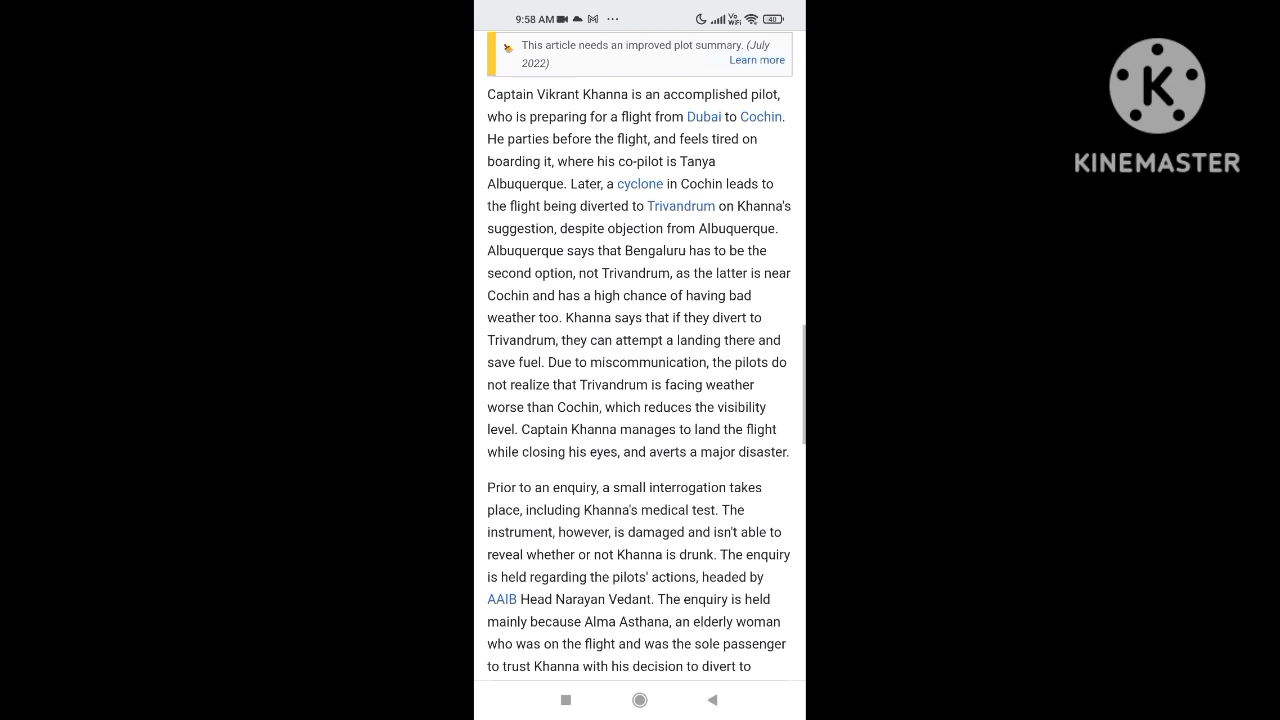 9:58 AM
Vo
WiFi
40
This article needs an improved plot summary. (July
2022)
Learn more
Captain Vikrant Khanna is an accomplished pilot,
who is preparing for a flight from Dubai to Cochin.
He parties before the flight, and feels tired on
boarding it, where his co-pilot is Tanya
Albuquerque. Later, a cyclone in Cochin leads to
the flight being diverted to Trivandrum on Khanna's
suggestion, despite objection from Albuquerque.
Albuquerque says that Bengaluru has to be the
second option, not Trivandrum, as the latter is near
Cochin and has a high chance of having bad
weather too. Khanna says that if they divert to
Trivandrum, they can attempt a landing there and
save fuel. Due to miscommunication, the pilots do
not realize that Trivandrum is facing weather
worse than Cochin, which reduces the visibility
level. Captain Khanna manages to land the flight
while closing his eyes, and averts a major disaster.
Prior to an enquiry, a small interrogation takes
place, including Khanna's medical test. The
instrument, however, is damaged and isn't able to
reveal whether or not Khanna is drunk. The enquiry
is held regarding the pilots' actions, headed by
AAIB Head Narayan Vedant. The enquiry is held
mainly because Alma Asthana, an elderly woman
who was on the flight and was the sole passenger
to trust Khanna with his decision to divert to
K
KINEMASTER